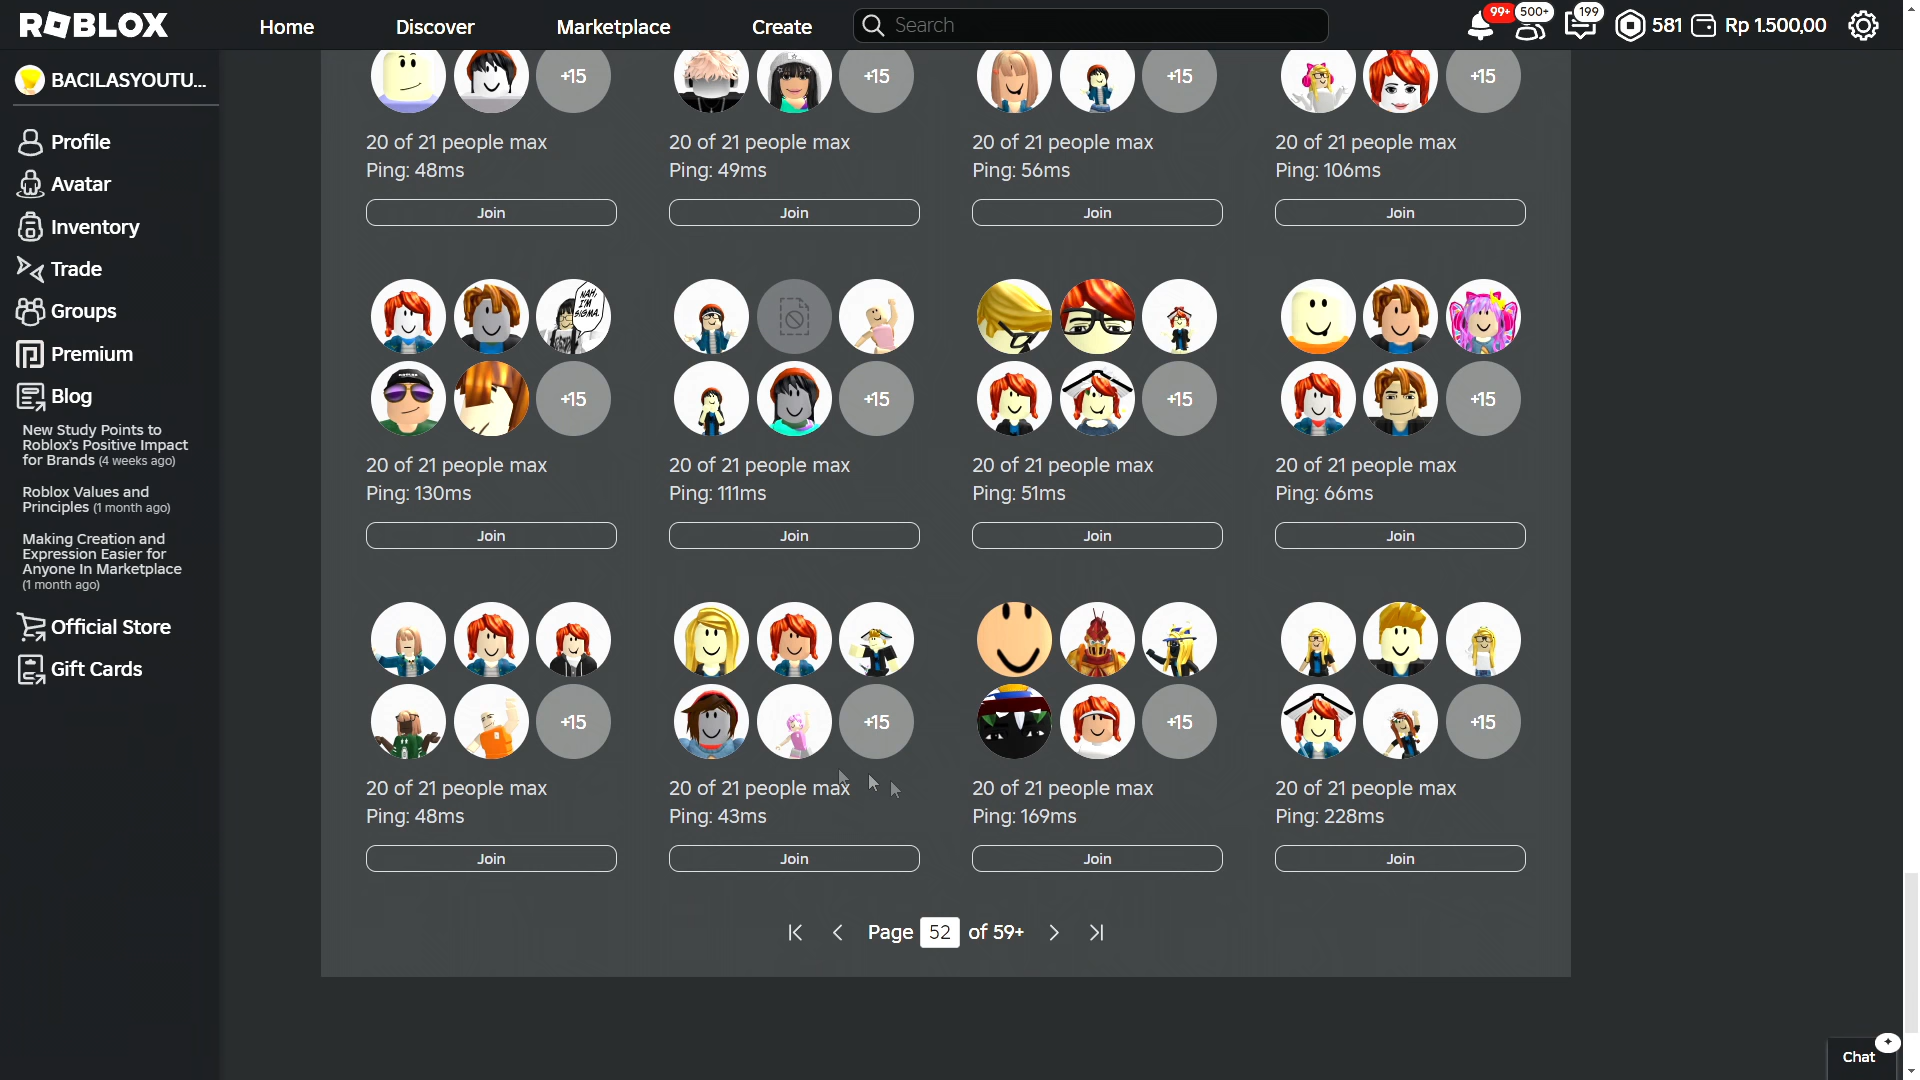 ROBLOX Home Discover Marketplace Create Search 99+ 500+ 199 581 Rp 1.500,00
BACILASYOUTU...
Profile
Avatar
Inventory
Trade
Groups
Premium
Blog
New Study Points to
Roblox's Positive Impact
for Brands (4 weeks ago)
Roblox Values and
Principles (1 month ago)
Making Creation and
Expression Easier for
Anyone In Marketplace
(1 month ago)
Official Store
Gift Cards
+15 +15 +15 +15
20 of 21 people max 20 of 21 people max 20 of 21 people max 20 of 21 people max
Ping: 48ms Ping: 49ms Ping: 56ms Ping: 106ms
Join Join Join Join
NAH,
I'M
SIGMA.
+15 +15 +15 +15
20 of 21 people max 20 of 21 people max 20 of 21 people max 20 of 21 people max
Ping: 130ms Ping: 111ms Ping: 51ms Ping: 66ms
Join Join Join Join
+15 +15 +15 +15
20 of 21 people max 20 of 21 people max 20 of 21 people max 20 of 21 people max
Ping: 48ms Ping: 43ms Ping: 169ms Ping: 228ms
Join Join Join Join
Page 52 of 59+
Chat